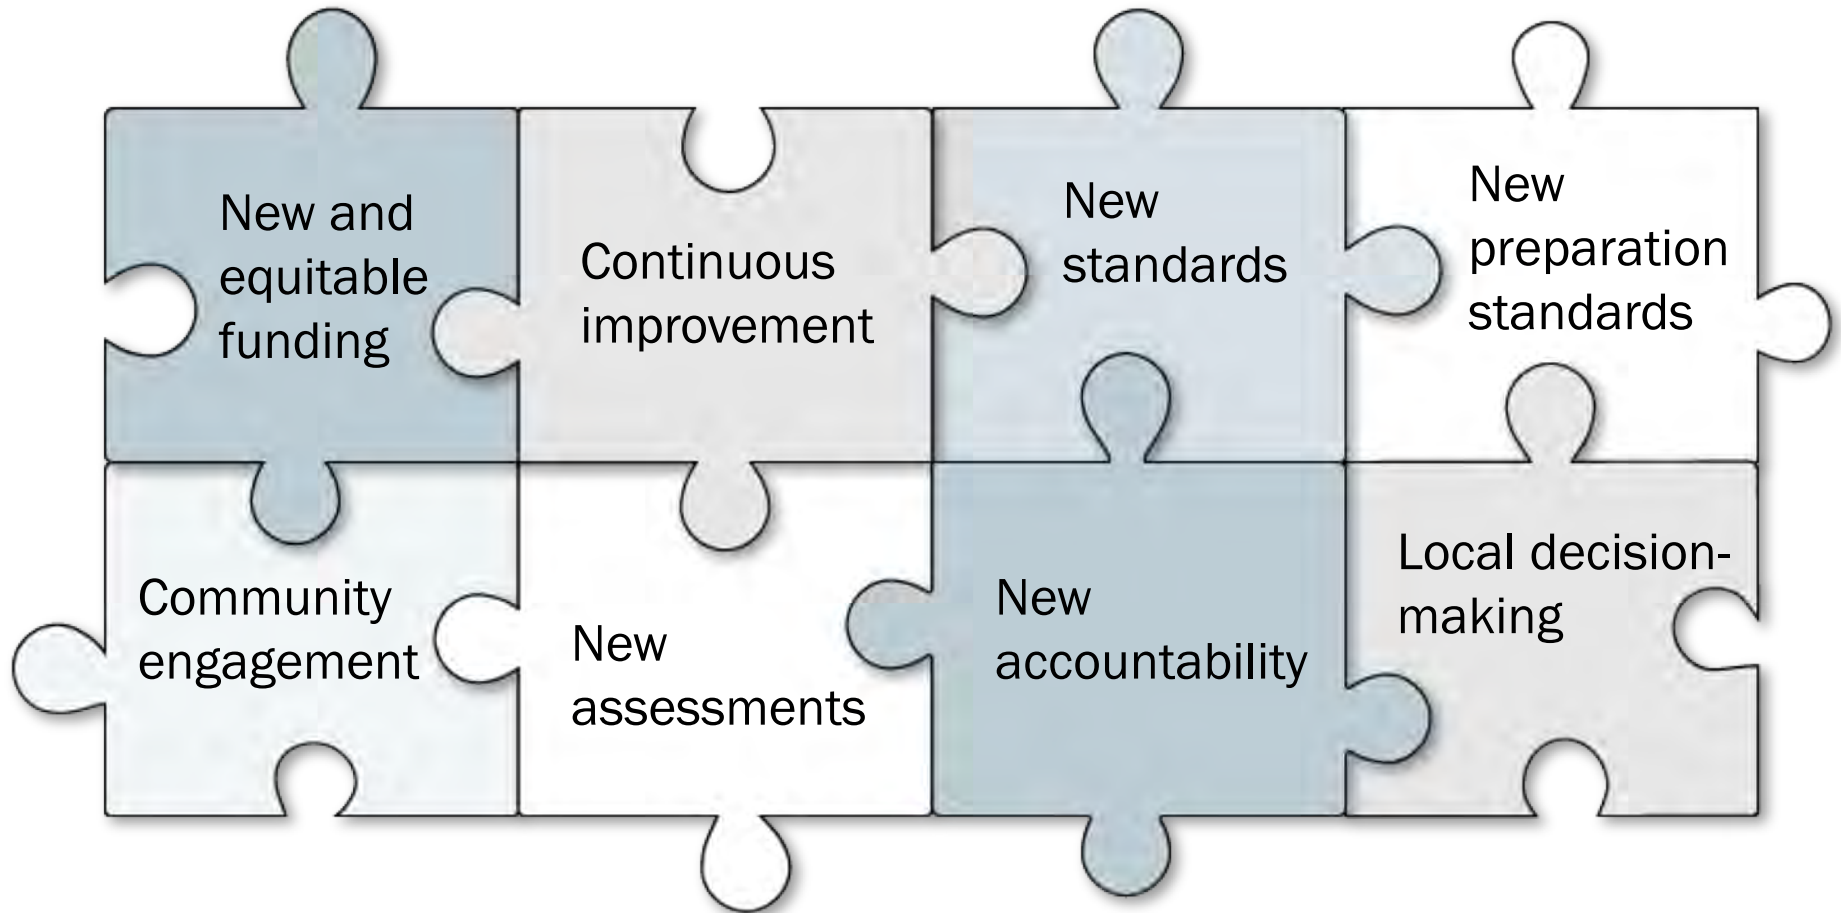 New and
equitable
funding
Continuous
improvement
New
standards
New
preparation
standards
Community
engagement
New
assessments
New
accountability
Local decision-
making